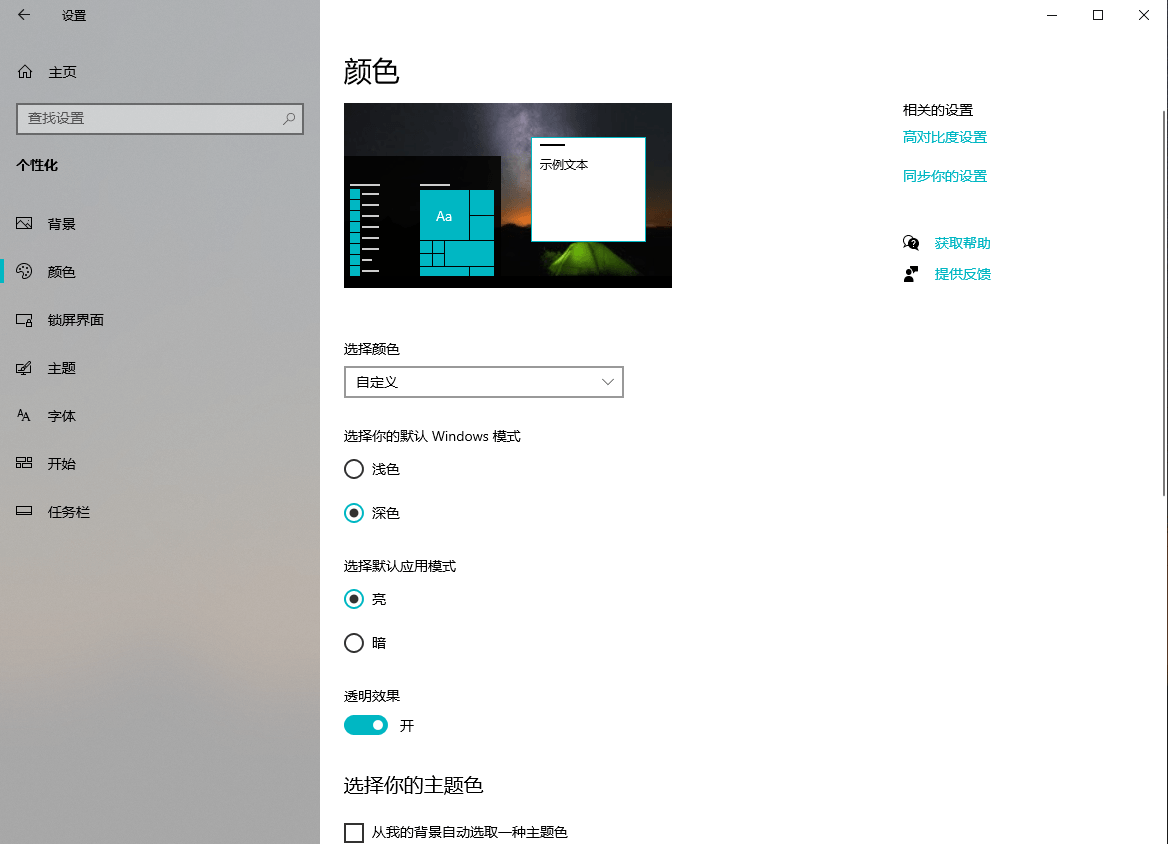 设置
主页
查找设置
个性化
背景
颜色
锁屏界面
主题
字体
开始
任务栏
颜色
示例文本
Aa
选择颜色
自定义
选择你的默认 Windows 模式
浅色
深色
选择默认应用模式
亮
暗
透明效果
开
选择你的主题色
从我的背景自动选取一种主题色
相关的设置
高对比度设置
同步你的设置
获取帮助
提供反馈